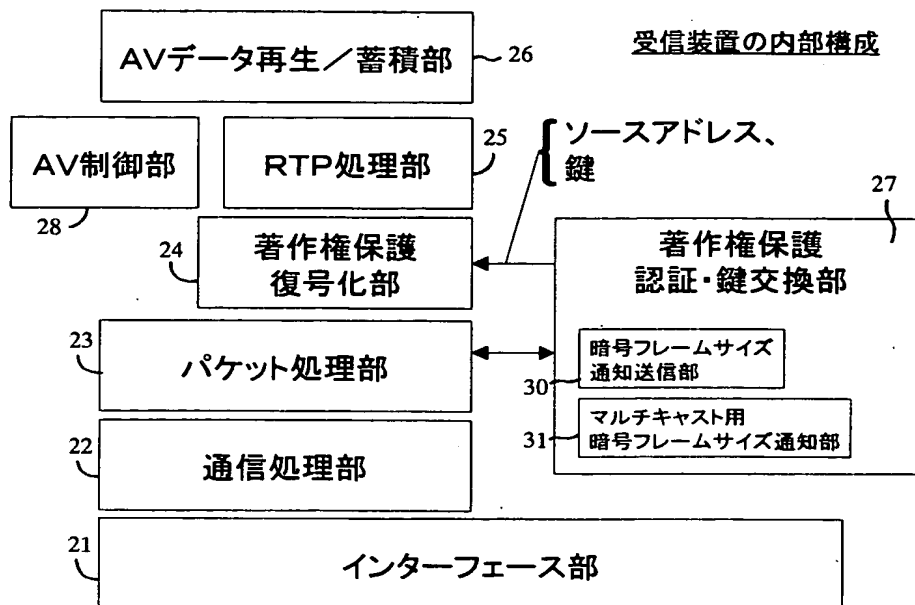 受信装置の内部構成
AVデータ再生／蓄積部
26
AV制御部
28
RTP処理部
25
ソースアドレス、
鍵
27
著作権保護
復号化部
24
著作権保護
認証・鍵交換部
パケット処理部
23
暗号フレームサイズ
通知送信部
30
マルチキャスト用
暗号フレームサイズ通知部
31
通信処理部
22
インターフェース部
21